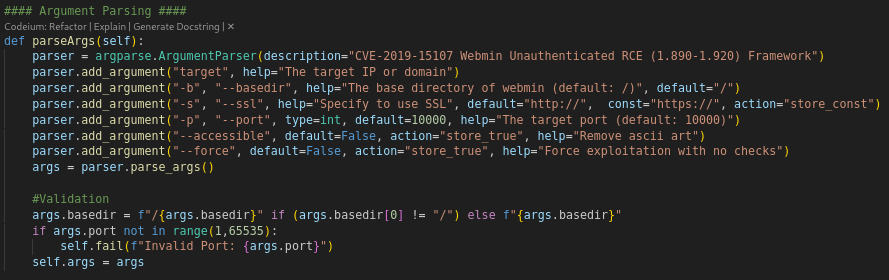 #### Argument Parsing ####
Codeium: Refactor | Explain | Generate Docstring | ✕
def parseArgs(self):
    parser = argparse.ArgumentParser(description="CVE-2019-15107 Webmin Unauthenticated RCE (1.890-1.920) Framework")
    parser.add_argument("target", help="The target IP or domain")
    parser.add_argument("-b", "--basedir", help="The base directory of webmin (default: /)", default="/")
    parser.add_argument("-s", "--ssl", help="Specify to use SSL", default="http://",  const="https://", action="store_const")
    parser.add_argument("-p", "--port", type=int, default=10000, help="The target port (default: 10000)")
    parser.add_argument("--accessible", default=False, action="store_true", help="Remove ascii art")
    parser.add_argument("--force", default=False, action="store_true", help="Force exploitation with no checks")
    args = parser.parse_args()

    #Validation
    args.basedir = f"/{args.basedir}" if (args.basedir[0] != "/") else f"{args.basedir}"
    if args.port not in range(1,65535):
        self.fail(f"Invalid Port: {args.port}")
    self.args = args